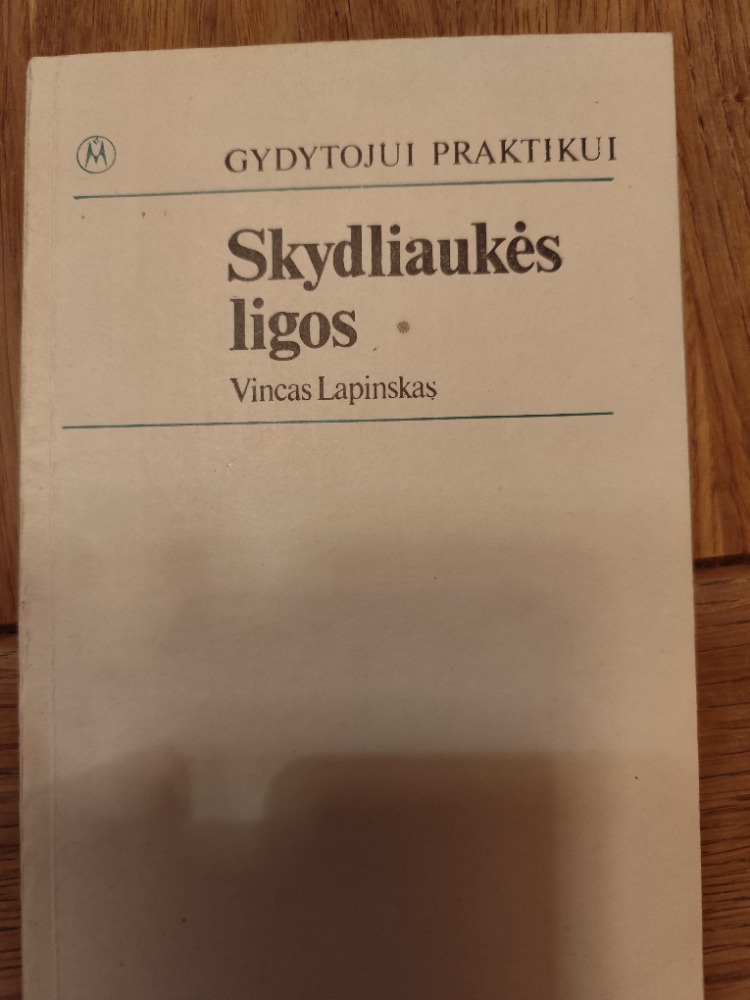 GYDYTOJUI PRAKTIKUI
Skydliaukės
ligos
Vincas Lapinskas